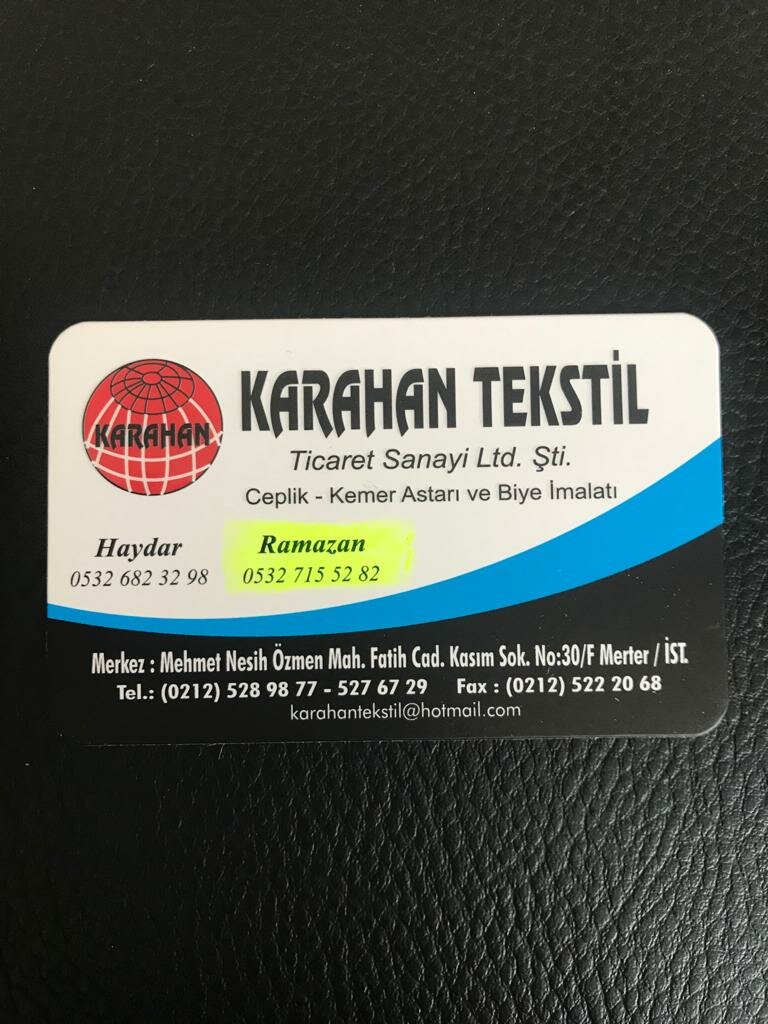 KARAHAN
KARAHAN TEKSTİL
Ticaret Sanayi Ltd. Şti.
Ceplik - Kemer Astarı ve Biye İmalatı
Haydar
0532 682 32 98
Ramazan
0532 715 52 82
Merkez : Mehmet Nesih Özmen Mah. Fatih Cad. Kasım Sok. No:30/F Merter / İST.
Tel.: (0212) 528 98 77 - 527 67 29 Fax : (0212) 522 20 68
karahantekstil@hotmail.com